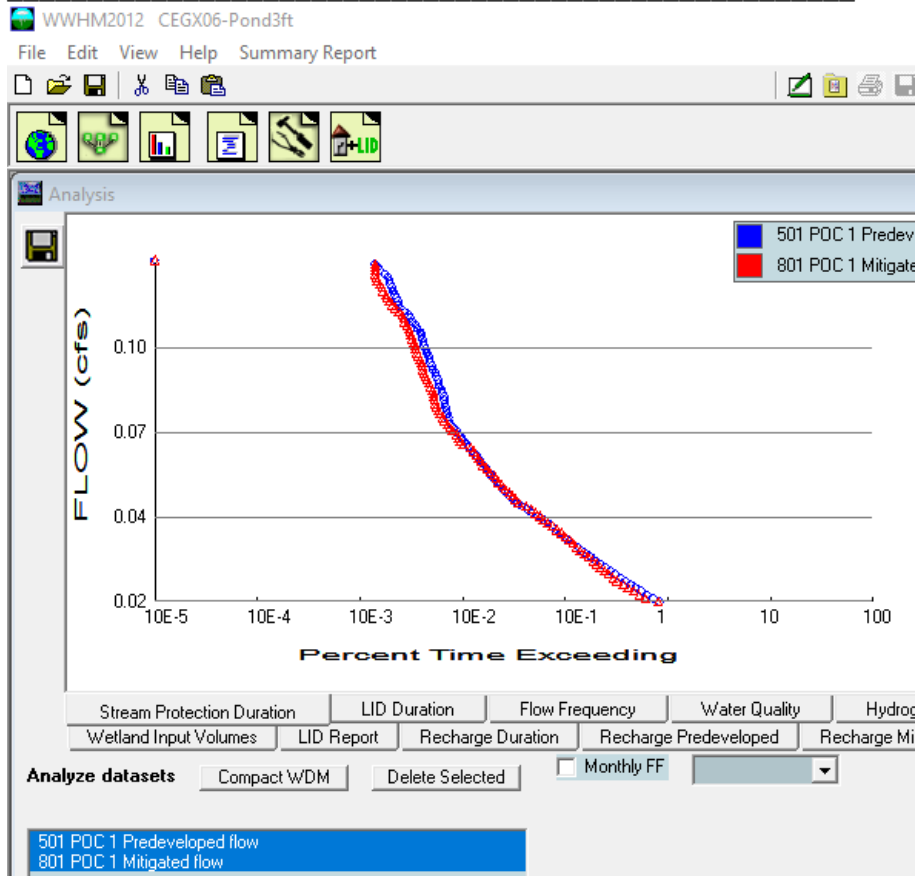 WWHM2012 CEGX06-Pond3ft
File Edit View Help Summary Report
+LID
Analysis
501 POC 1 Predev
801 POC 1 Mitigate
FLOW (cfs)
0.10
0.07
0.04
0.02
10E-5 10E-4 10E-3 10E-2 10E-1 1 10 100
Percent Time Exceeding
Stream Protection Duration LID Duration Flow Frequency Water Quality Hydrog
Wetland Input Volumes LID Report Recharge Duration Recharge Predeveloped Recharge Mi
Analyze datasets Compact WDM Delete Selected Monthly FF
501 POC 1 Predeveloped flow
801 POC 1 Mitigated flow